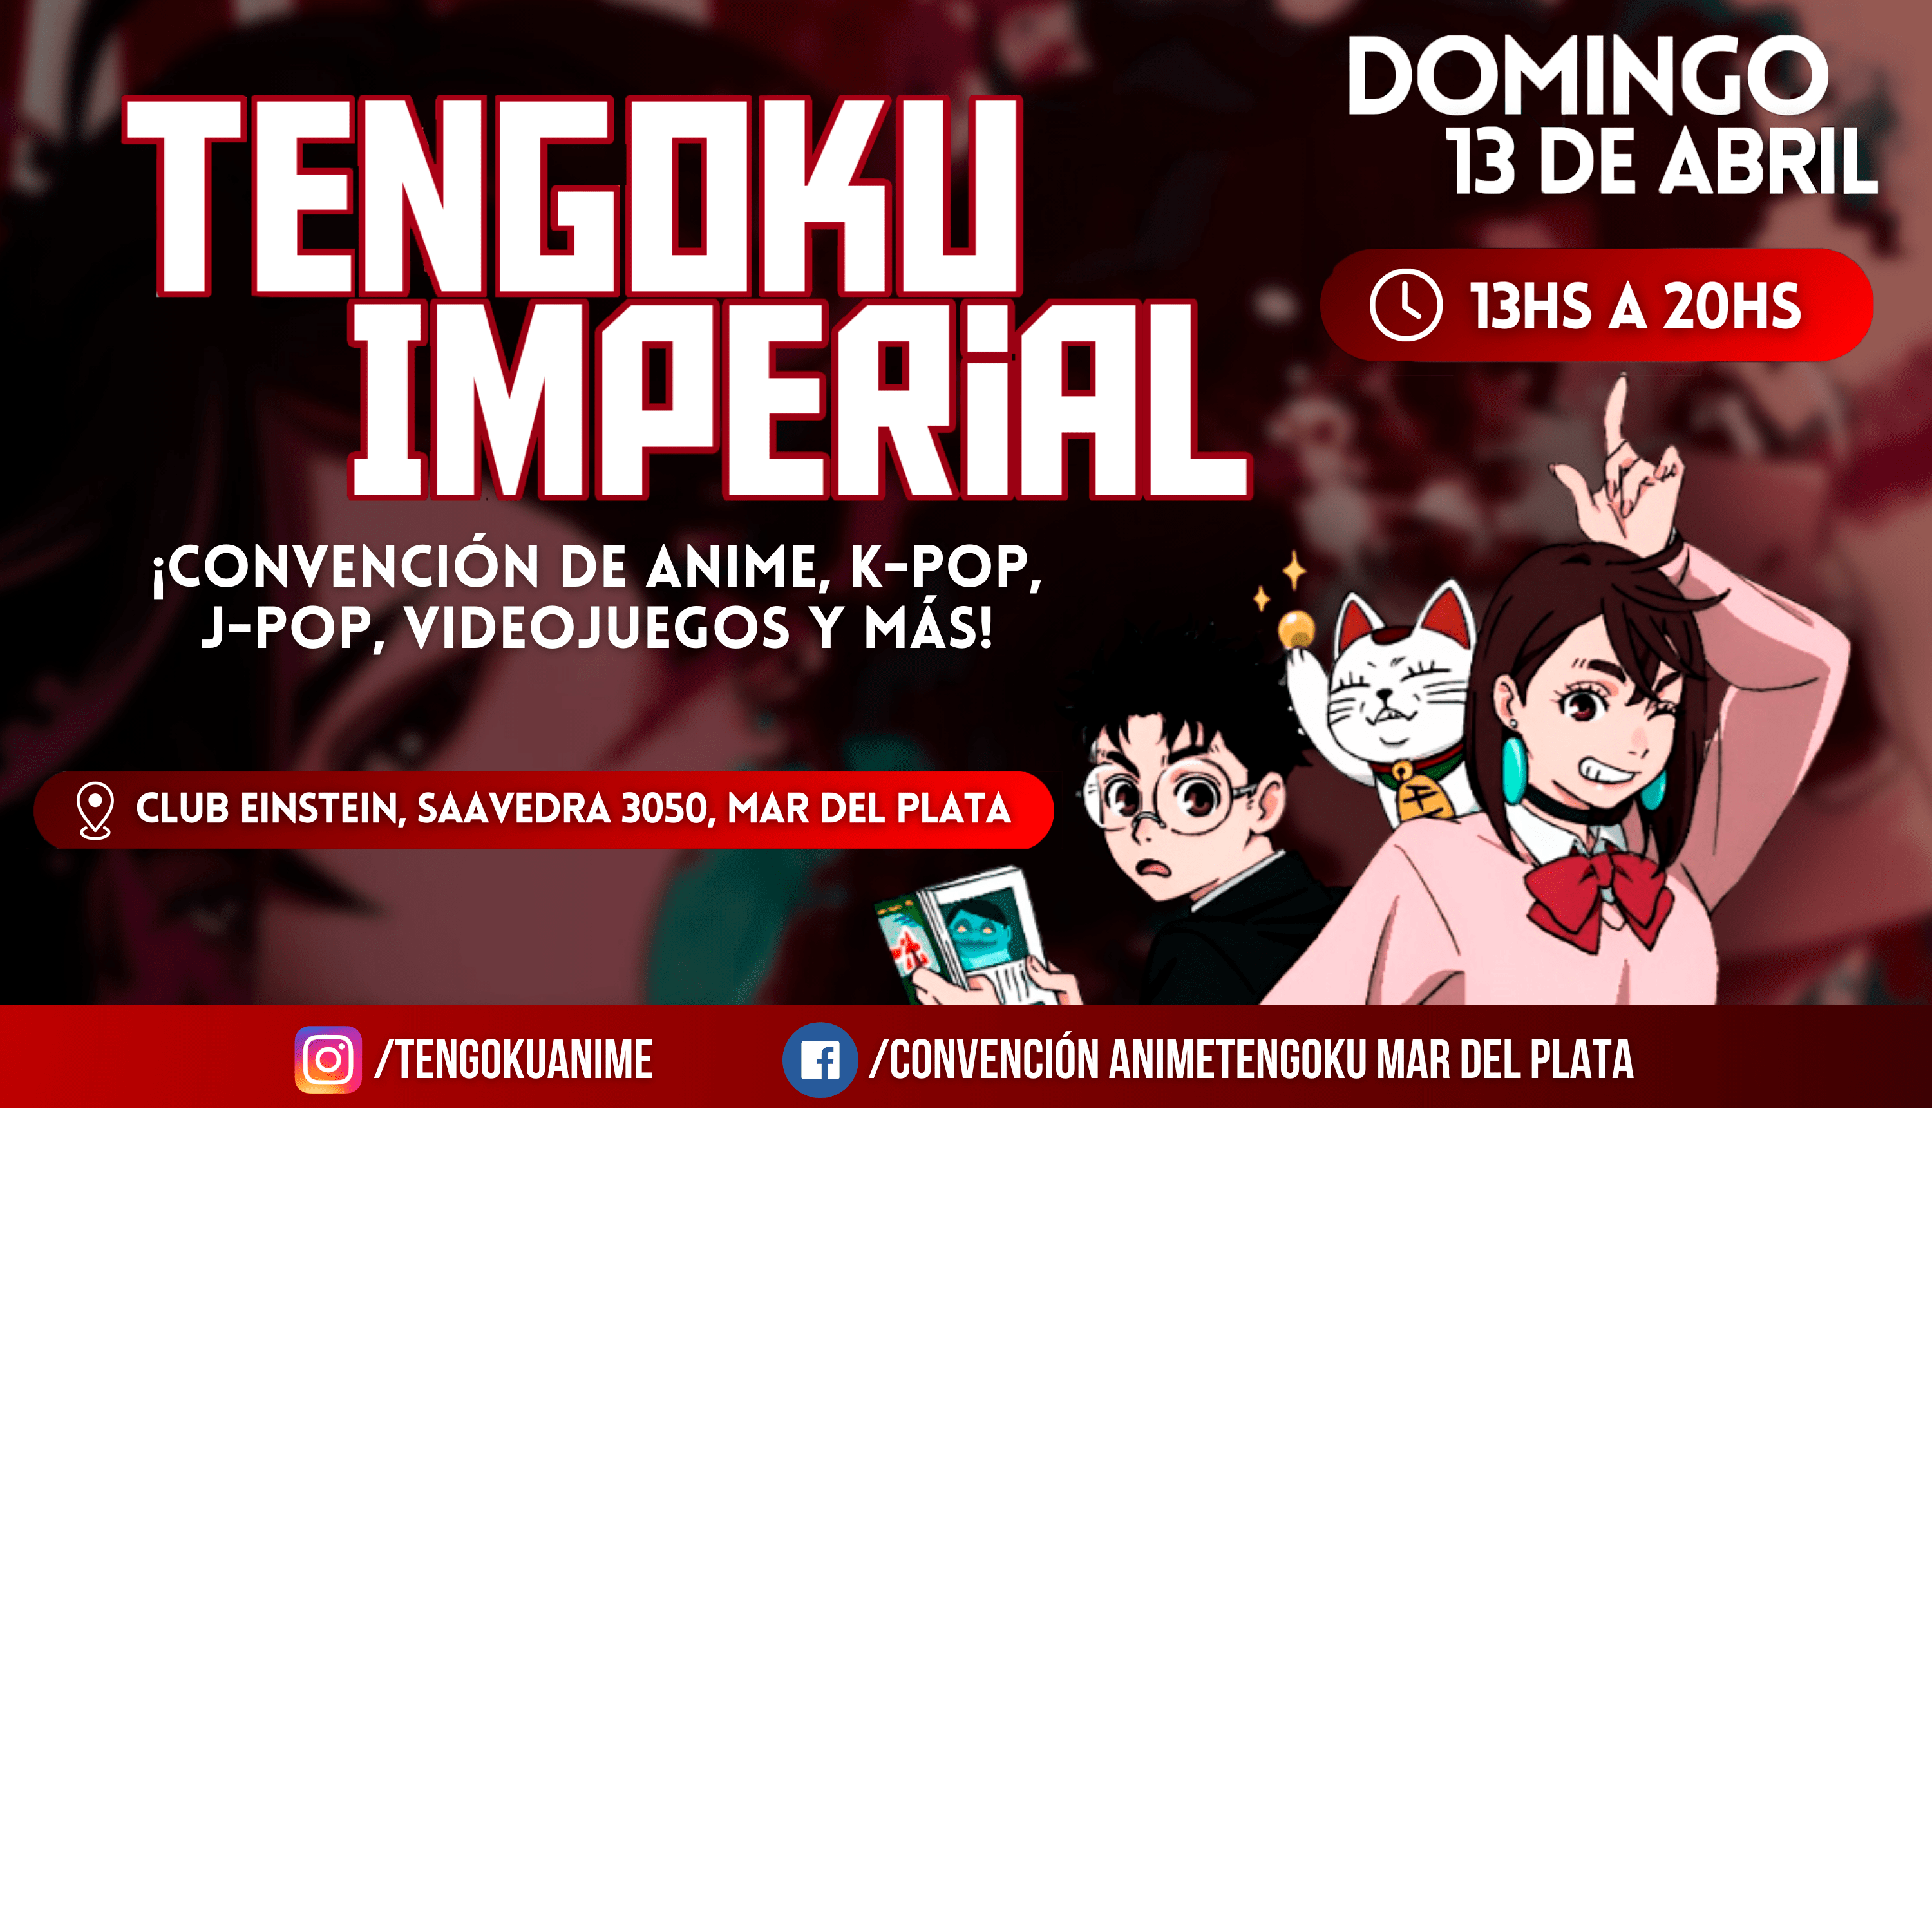 TENGOKU
IMPERiAL
DOMINGO
13 DE ABRIL
13HS A 20HS
¡CONVENCIÓN DE ANIME, K-POP,
J-POP, VIDEOJUEGOS Y MÁS!
CLUB EINSTEIN, SAAVEDRA 3050, MAR DEL PLATA
/TENGOKUANIME
/CONVENCIÓN ANIMETENGOKU MAR DEL PLATA